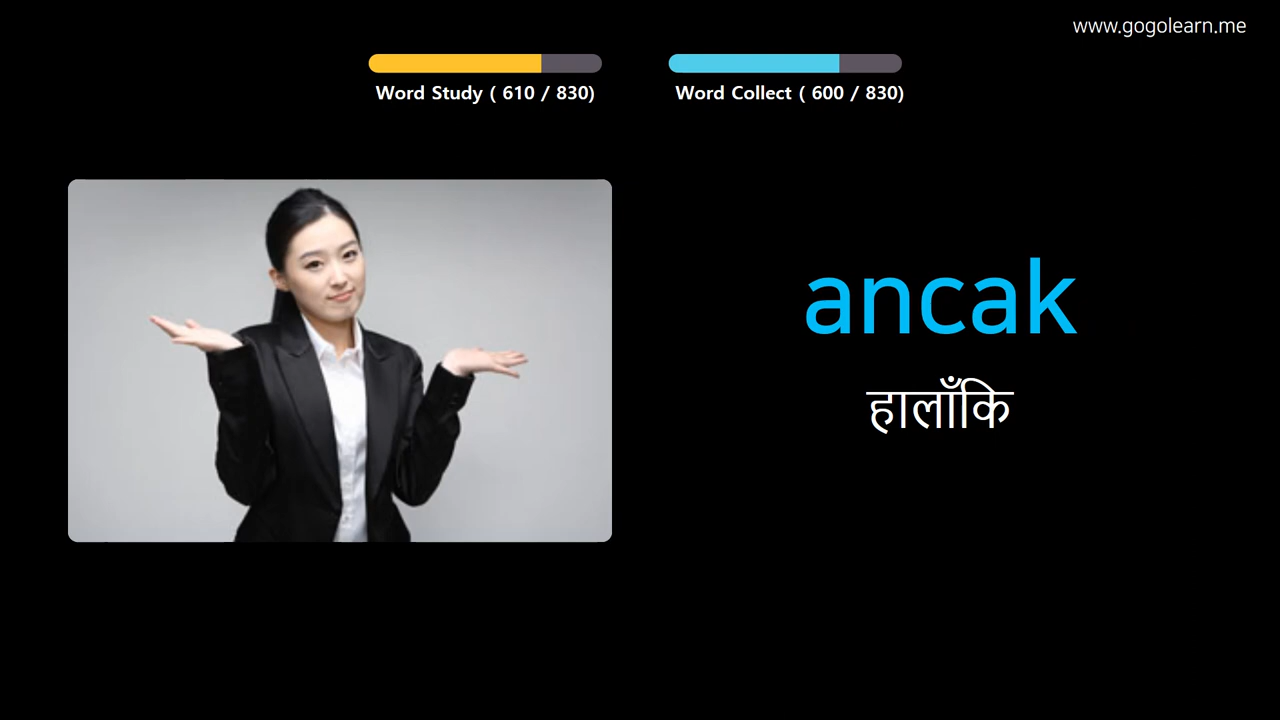 www.gogolearn.me
Word Study ( 610 / 830)
Word Collect ( 600 / 830)
ancak
हालाँकि